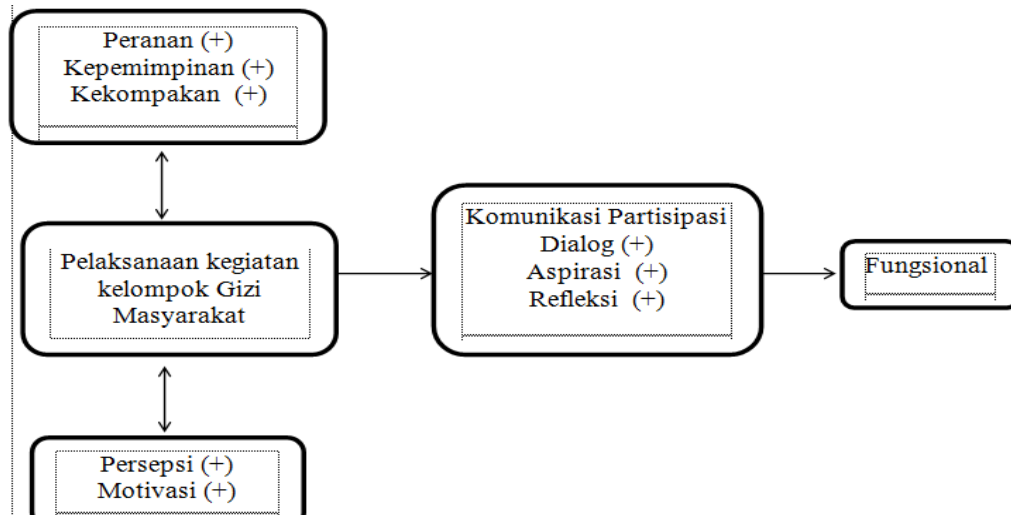 Peranan (+)
Kepemimpinan (+)
Kekompakan (+)
Pelaksanaan kegiatan
kelompok Gizi
Masyarakat
Komunikasi Partisipasi
Dialog (+)
Aspirasi (+)
Refleksi (+)
Fungsional
Persepsi (+)
Motivasi (+)